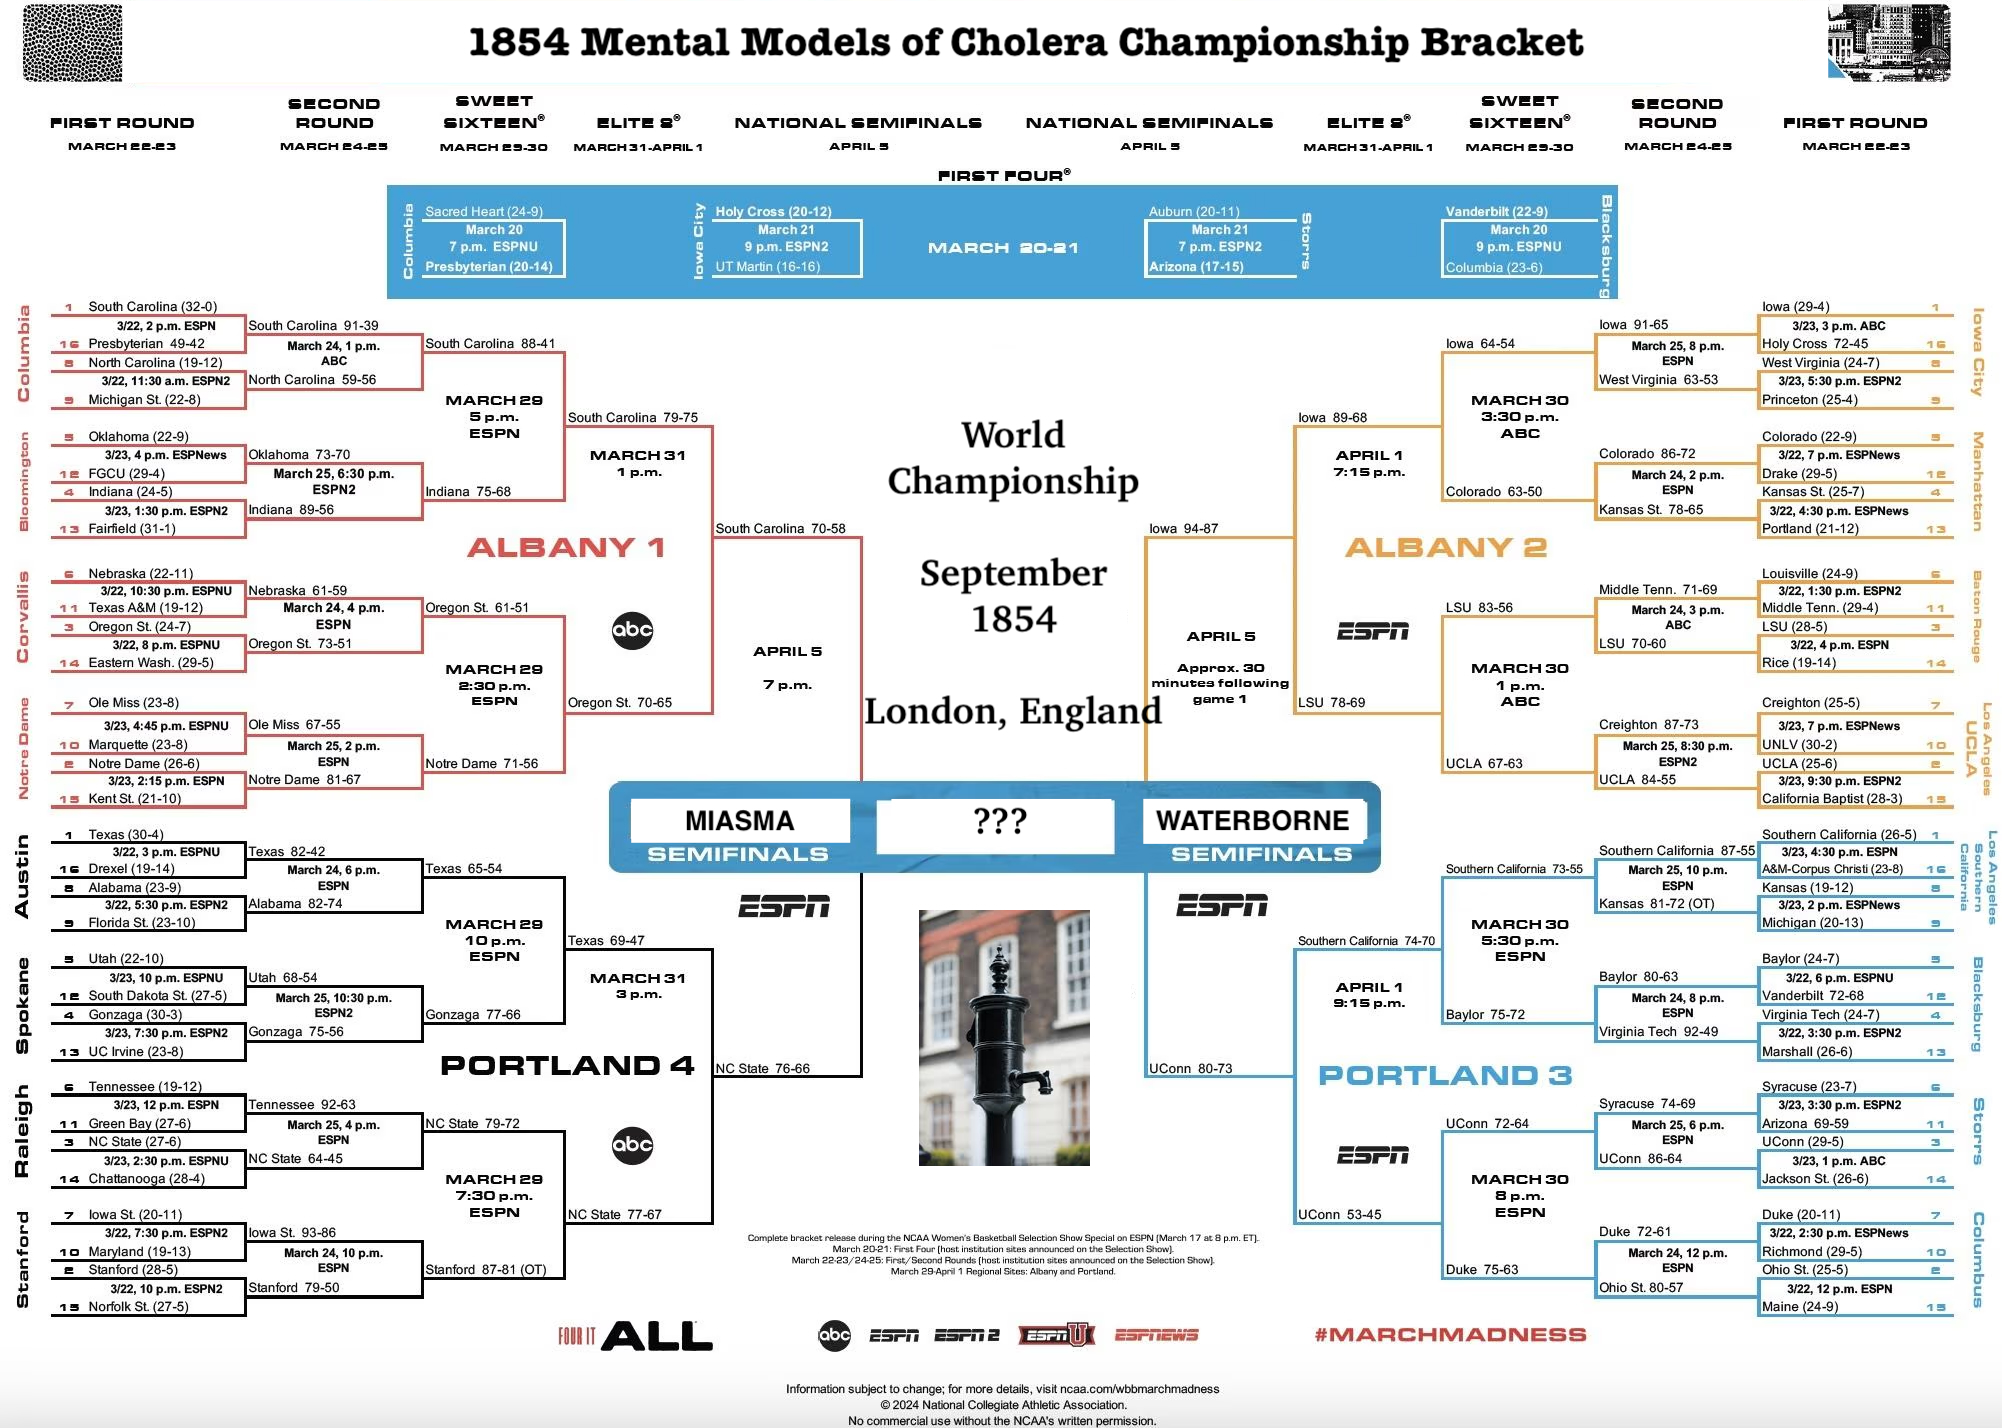 1854 Mental Models of Cholera Championship Bracket
FIRST ROUND
MARCH 22-23
SECOND
ROUND
MARCH 24-25
SWEET
SIXTEEN®
MARCH 29-30
ELITE 8®
MARCH 31-APRIL 1
NATIONAL SEMIFINALS
APRIL 5
NATIONAL SEMIFINALS
APRIL 5
ELITE 8®
MARCH 31-APRIL 1
SWEET
SIXTEEN®
MARCH 29-30
SECOND
ROUND
MARCH 24-25
FIRST ROUND
MARCH 22-23
FIRST FOUR®
Columbia
Sacred Heart (24-9)
March 20
7 p.m. ESPNU
Presbyterian (20-14)
Iowa City
Holy Cross (20-12)
March 21
9 p.m. ESPN2
UT Martin (16-16)
MARCH 20-21
Auburn (20-11)
March 21
7 p.m. ESPN2
Arizona (17-15)
Storrs
Vanderbilt (22-9)
March 20
9 p.m. ESPNU
Columbia (23-6)
Blacksburg
Columbia
1 South Carolina (32-0)
3/22, 2 p.m. ESPN
16 Presbyterian 49-42
8 North Carolina (19-12)
3/22, 11:30 a.m. ESPN2
9 Michigan St. (22-8)
Bloomington
5 Oklahoma (22-9)
3/23, 4 p.m. ESPNews
12 FGCU (29-4)
4 Indiana (24-5)
3/23, 1:30 p.m. ESPN2
13 Fairfield (31-1)
Corvallis
6 Nebraska (22-11)
3/22, 10:30 p.m. ESPNU
11 Texas A&M (19-12)
3 Oregon St. (24-7)
3/22, 8 p.m. ESPNU
14 Eastern Wash. (29-5)
Notre Dame
7 Ole Miss (23-8)
3/23, 4:45 p.m. ESPNU
10 Marquette (23-8)
2 Notre Dame (26-6)
3/23, 2:15 p.m. ESPN
15 Kent St. (21-10)
South Carolina 91-39
March 24, 1 p.m.
ABC
North Carolina 59-56
Oklahoma 73-70
March 25, 6:30 p.m.
ESPN2
Indiana 89-56
Nebraska 61-59
March 24, 4 p.m.
ESPN
Oregon St. 73-51
Ole Miss 67-55
March 25, 2 p.m.
ESPN
Notre Dame 81-67
South Carolina 88-41
MARCH 29
5 p.m.
ESPN
Indiana 75-68
Oregon St. 61-51
MARCH 29
2:30 p.m.
ESPN
Notre Dame 71-56
South Carolina 79-75
MARCH 31
1 p.m.
ALBANY 1
abc
Oregon St. 70-65
South Carolina 70-58
APRIL 5
7 p.m.
World
Championship
September
1854
London, England
Iowa 94-87
APRIL 5
Approx. 30
minutes following
game 1
Iowa 89-68
APRIL 1
7:15 p.m.
ALBANY 2
ESPN
LSU 78-69
Iowa 64-54
MARCH 30
3:30 p.m.
ABC
Colorado 63-50
LSU 83-56
MARCH 30
1 p.m.
ABC
UCLA 67-63
Iowa 91-65
March 25, 8 p.m.
ESPN
West Virginia 63-53
Colorado 86-72
March 24, 2 p.m.
ESPN
Kansas St. 78-65
Middle Tenn. 71-69
March 24, 3 p.m.
ABC
LSU 70-60
Creighton 87-73
March 25, 8:30 p.m.
ESPN2
UCLA 84-55
Iowa (29-4) 1
3/23, 3 p.m. ABC
Holy Cross 72-45 16
West Virginia (24-7) 8
3/23, 5:30 p.m. ESPN2
Princeton (25-4) 9
Iowa City
Colorado (22-9) 5
3/22, 7 p.m. ESPNews
Drake (29-5) 12
Kansas St. (25-7) 4
3/22, 4:30 p.m. ESPNews
Portland (21-12) 13
Manhattan
Louisville (24-9) 6
3/22, 1:30 p.m. ESPN2
Middle Tenn. (29-4) 11
LSU (28-5) 3
3/22, 4 p.m. ESPN
Rice (19-14) 14
Baton Rouge
Creighton (25-5) 7
3/23, 7 p.m. ESPNews
UNLV (30-2) 10
UCLA (25-6) 2
3/23, 9:30 p.m. ESPN2
California Baptist (28-3) 15
Los Angeles
UCLA
MIASMA
SEMIFINALS
???
WATERBORNE
SEMIFINALS
ESPN
ESPN
Austin
1 Texas (30-4)
3/22, 3 p.m. ESPNU
16 Drexel (19-14)
8 Alabama (23-9)
3/22, 5:30 p.m. ESPN2
9 Florida St. (23-10)
Spokane
5 Utah (22-10)
3/23, 10 p.m. ESPNU
12 South Dakota St. (27-5)
4 Gonzaga (30-3)
3/23, 7:30 p.m. ESPN2
13 UC Irvine (23-8)
Raleigh
6 Tennessee (19-12)
3/23, 12 p.m. ESPN
11 Green Bay (27-6)
3 NC State (27-6)
3/23, 2:30 p.m. ESPNU
14 Chattanooga (28-4)
Stanford
7 Iowa St. (20-11)
3/22, 7:30 p.m. ESPN2
10 Maryland (19-13)
2 Stanford (28-5)
3/22, 10 p.m. ESPN2
15 Norfolk St. (27-5)
Texas 82-42
March 24, 6 p.m.
ESPN
Alabama 82-74
Utah 68-54
March 25, 10:30 p.m.
ESPN2
Gonzaga 75-56
Tennessee 92-63
March 25, 4 p.m.
ESPN
NC State 64-45
Iowa St. 93-86
March 24, 10 p.m.
ESPN
Stanford 79-50
Texas 65-54
MARCH 29
10 p.m.
ESPN
Gonzaga 77-66
NC State 79-72
MARCH 29
7:30 p.m.
ESPN
Stanford 87-81 (OT)
Texas 69-47
MARCH 31
3 p.m.
PORTLAND 4
abc
NC State 77-67
NC State 76-66
UConn 80-73
Southern California 74-70
APRIL 1
9:15 p.m.
PORTLAND 3
ESPN
UConn 53-45
Southern California 73-55
MARCH 30
5:30 p.m.
ESPN
Baylor 75-72
UConn 72-64
MARCH 30
8 p.m.
ESPN
Duke 75-63
Southern California 87-55
March 25, 10 p.m.
ESPN
Kansas 81-72 (OT)
Baylor 80-63
March 24, 8 p.m.
ESPN
Virginia Tech 92-49
Syracuse 74-69
March 25, 6 p.m.
ESPN
UConn 86-64
Duke 72-61
March 24, 12 p.m.
ESPN
Ohio St. 80-57
Southern California (26-5) 1
3/23, 4:30 p.m. ESPN
A&M-Corpus Christi (23-8) 16
Kansas (19-12) 8
3/23, 2 p.m. ESPNews
Michigan (20-13) 9
Los Angeles
Southern
California
Baylor (24-7) 5
3/22, 6 p.m. ESPNU
Vanderbilt 72-68 12
Virginia Tech (24-7) 4
3/22, 3:30 p.m. ESPN2
Marshall (26-6) 13
Blacksburg
Syracuse (23-7) 6
3/23, 3:30 p.m. ESPN2
Arizona 69-59 11
UConn (29-5) 3
3/23, 1 p.m. ABC
Jackson St. (26-6) 14
Storrs
Duke (20-11) 7
3/22, 2:30 p.m. ESPNews
Richmond (29-5) 10
Ohio St. (25-5) 2
3/22, 12 p.m. ESPN
Maine (24-9) 15
Columbus
Complete bracket release during the NCAA Women's Basketball Selection Show Special on ESPN (March 17 at 8 p.m. ET).
March 20-21: First Four (host institution sites announced on the Selection Show).
March 22-23/24-25: First/Second Rounds (host institution sites announced on the Selection Show).
March 29-April 1 Regional Sites: Albany and Portland.
FOUR IT ALL
abc ESPN ESPN 2 ESPN U ESPNEWS
#MARCHMADNESS
Information subject to change; for more details, visit ncaa.com/wbbmarchmadness
© 2024 National Collegiate Athletic Association.
No commercial use without the NCAA's written permission.